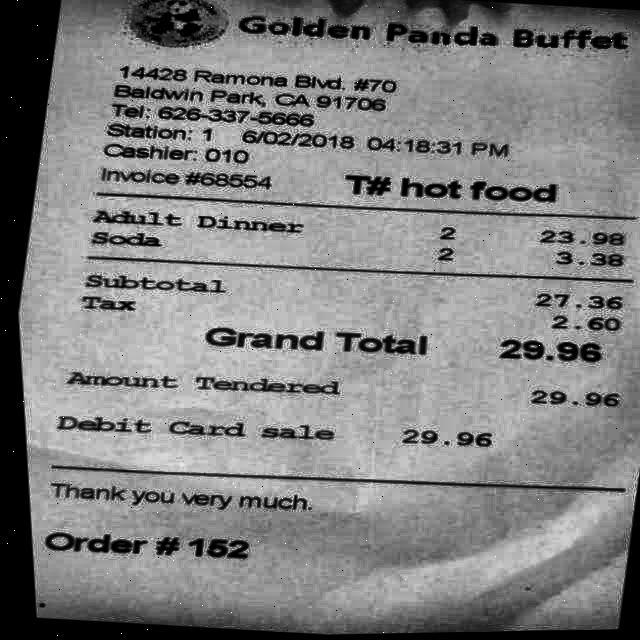 Golden Panda Buffet
14428 Ramona Blvd. #70
Baldwin Park, CA 91706
Tel: 626-337-5666
Station: 1 6/02/2018 04:18:31 PM
Cashier: 010
Invoice #68554 T# hot food
Adult Dinner 2 23.98
Soda 2 3.38
Subtotal 27.36
Tax 2.60
Grand Total 29.96
Amount Tendered 29.96
Debit Card sale 29.96
Thank you very much.
Order # 152